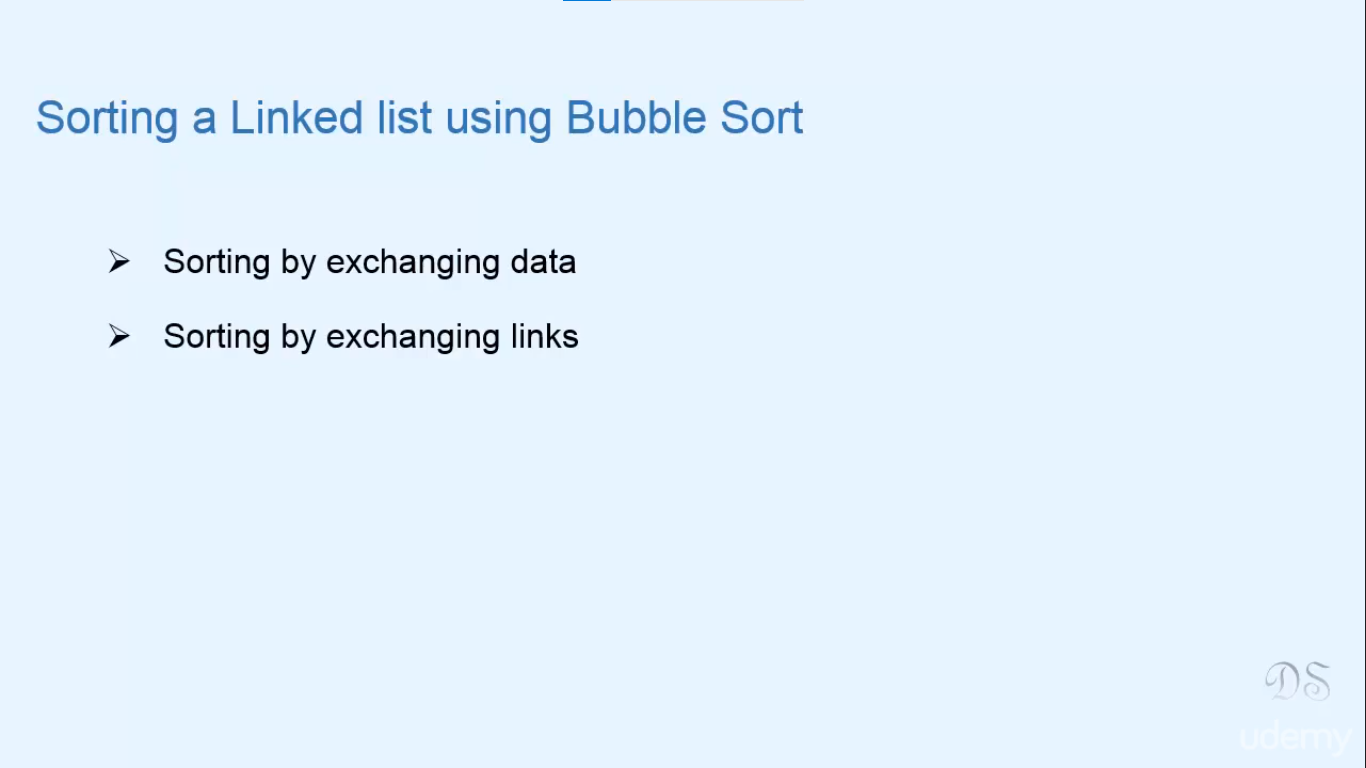 Sorting a Linked list using Bubble Sort
Sorting by exchanging data
Sorting by exchanging links
DS
udemy